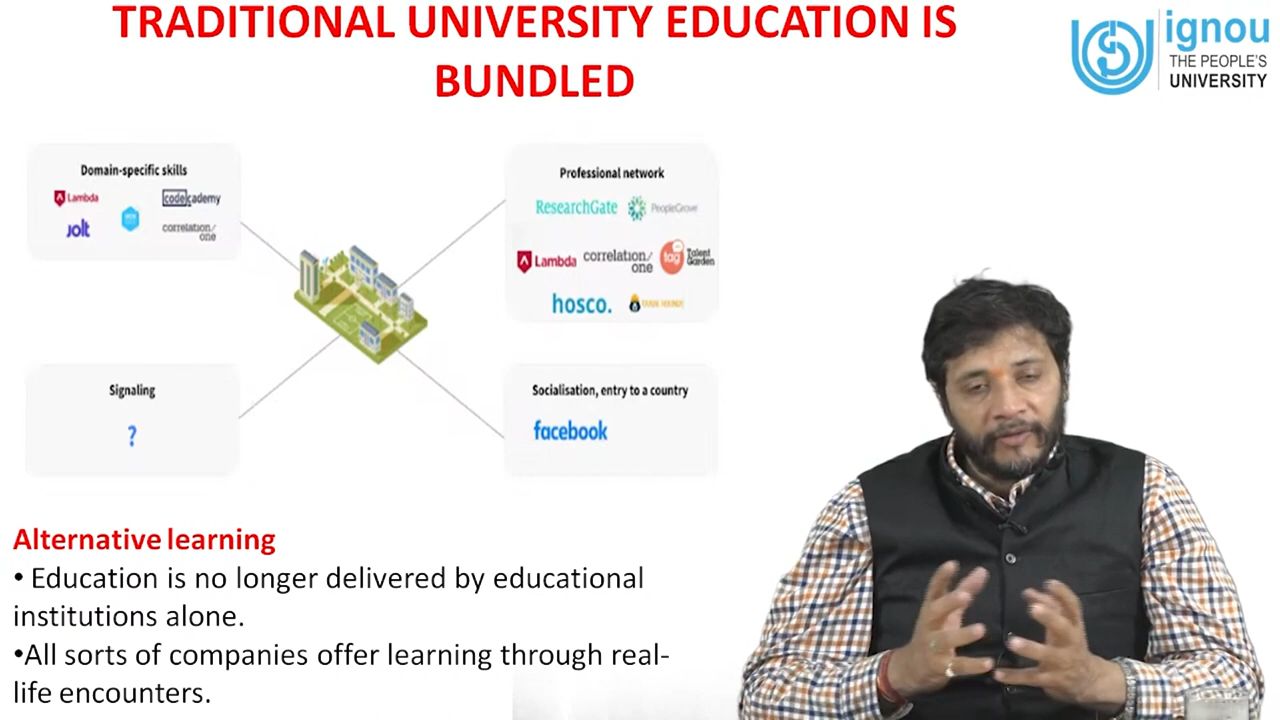 TRADITIONAL UNIVERSITY EDUCATION IS
BUNDLED
ignou
THE PEOPLE'S
UNIVERSITY
Domain-specific skills
Lambda
codecademy
Jolt
correlation/
one
Professional network
ResearchGate
PeopleGrove
Lambda
correlation/
one
tag
Talent
Garden
hosco.
Signaling
?
Socialisation, entry to a country
facebook
Alternative learning
• Education is no longer delivered by educational
institutions alone.
•All sorts of companies offer learning through real-
life encounters.